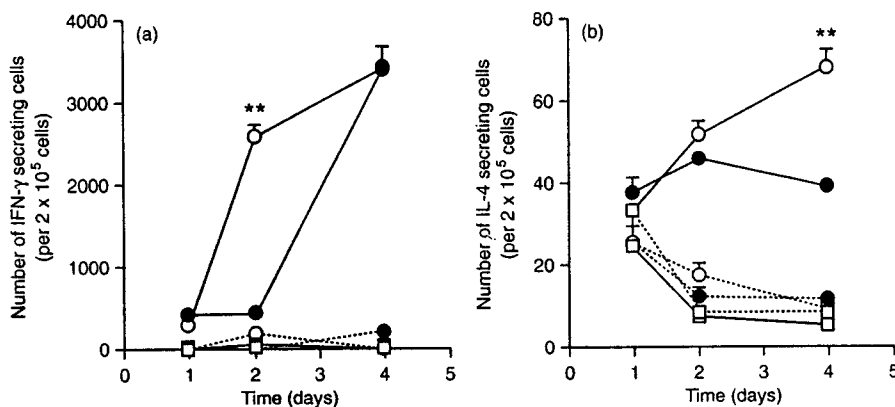 (a)
Number of IFN-γ secreting cells
(per 2 x 10⁵ cells)
4000
3000
2000
1000
0
**
0 1 2 3 4 5
Time (days)
(b)
Number of IL-4 secreting cells
(per 2 x 10⁵ cells)
80
60
40
20
0
**
0 1 2 3 4 5
Time (days)